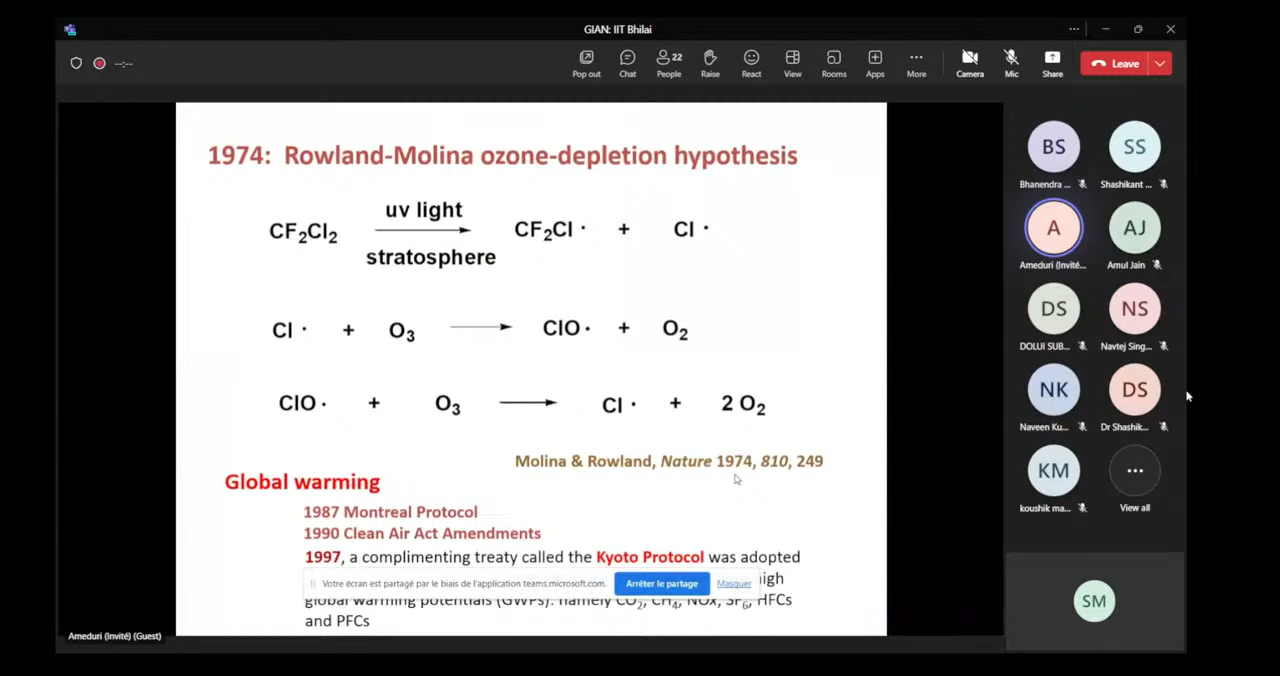 GIAN: IIT Bhilai
Pop out Chat People 22 Raise React View Rooms Apps More Camera Mic Share Leave
--:--
1974: Rowland-Molina ozone-depletion hypothesis
CF2Cl2 uv light stratosphere CF2Cl · + Cl ·
Cl · + O3 ClO · + O2
ClO · + O3 Cl · + 2 O2
Molina & Rowland, Nature 1974, 810, 249
Global warming
1987 Montreal Protocol
1990 Clean Air Act Amendments
1997, a complimenting treaty called the Kyoto Protocol was adopted
Votre écran est partagé par le biais de l'application teams.microsoft.com. Arrêter le partage Masquer
global warming potentials (GWPs): namely CO2, CH4, NOx, SF6, HFCs
and PFCs
Ameduri (Invité) (Guest)
BS SS
Bhanendra ... Shashikant ...
A AJ
Ameduri (Invité... Amul Jain
DS NS
DOLUI SUB... Navtej Sing...
NK DS
Naveen Ku... Dr Shashik...
KM ...
koushik ma... View all
SM